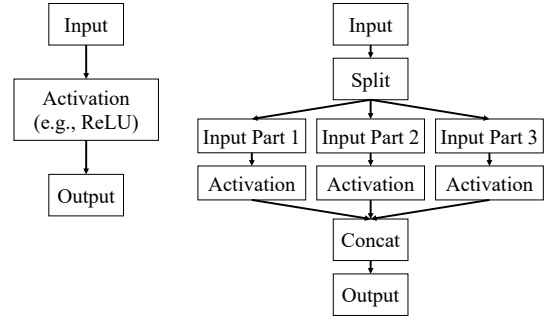 Input
Activation
(e.g., ReLU)
Output
Input
Split
Input Part 1
Input Part 2
Input Part 3
Activation
Activation
Activation
Concat
Output